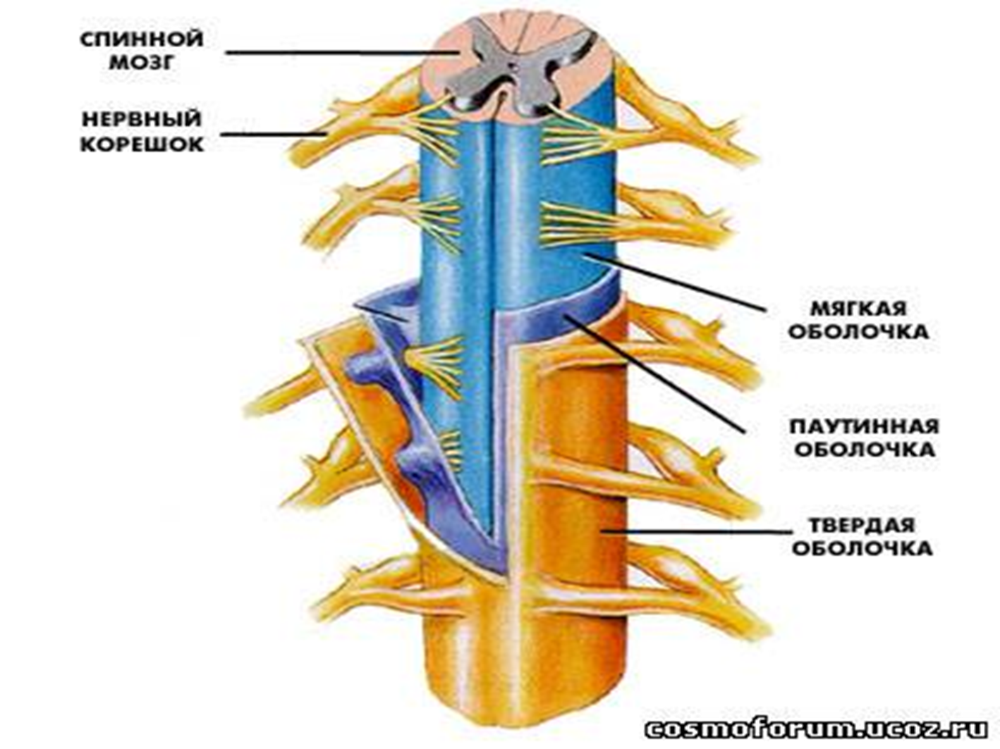 СПИННОЙ
МОЗГ
НЕРВНЫЙ
КОРЕШОК
МЯГКАЯ
ОБОЛОЧКА
ПАУТИННАЯ
ОБОЛОЧКА
ТВЕРДАЯ
ОБОЛОЧКА
cosmoforum.ucoz.ru